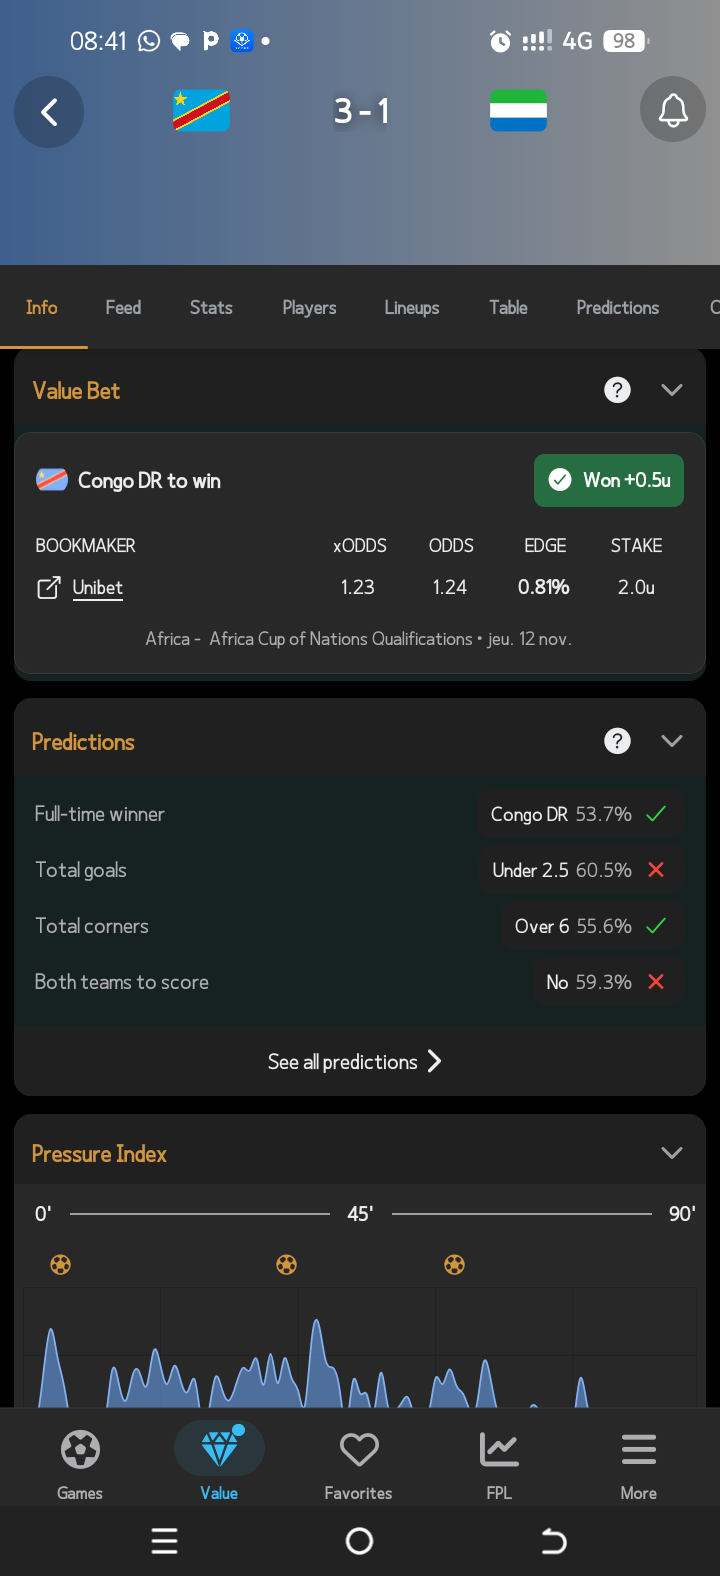 08:41 4G 98
3 - 1
Info Feed Stats Players Lineups Table Predictions
Value Bet ?
Congo DR to win Won +0.5u
BOOKMAKER xODDS ODDS EDGE STAKE
Unibet 1.23 1.24 0.81% 2.0u
Africa - Africa Cup of Nations Qualifications • jeu. 12 nov.
Predictions ?
Full-time winner Congo DR 53.7%
Total goals Under 2.5 60.5%
Total corners Over 6 55.6%
Both teams to score No 59.3%
See all predictions
Pressure Index
0' 45' 90'
Games Value Favorites FPL More